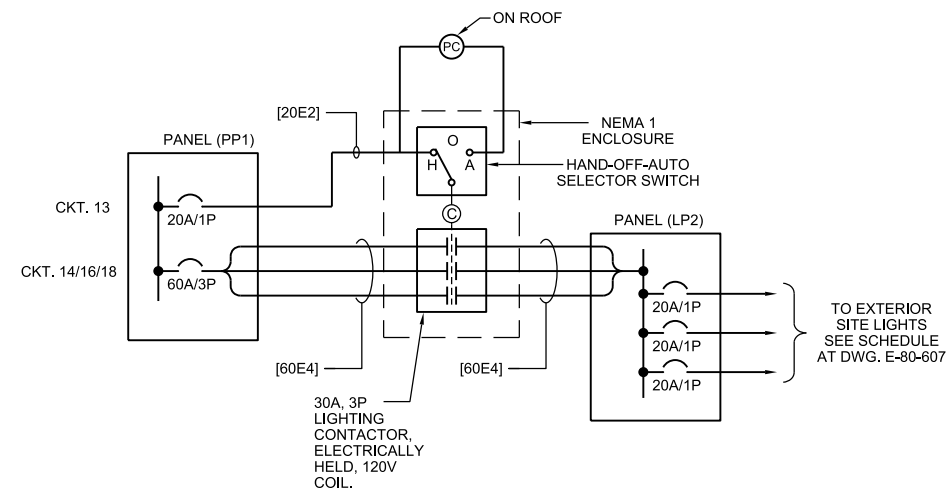 ON ROOF
PC
[20E2]
NEMA 1
ENCLOSURE
PANEL (PP1)
O
H
A
HAND-OFF-AUTO
SELECTOR SWITCH
CKT. 13
20A/1P
C
PANEL (LP2)
CKT. 14/16/18
60A/3P
20A/1P
20A/1P
20A/1P
TO EXTERIOR
SITE LIGHTS
SEE SCHEDULE
AT DWG. E-80-607
[60E4]
[60E4]
30A, 3P
LIGHTING
CONTACTOR,
ELECTRICALLY
HELD, 120V
COIL.